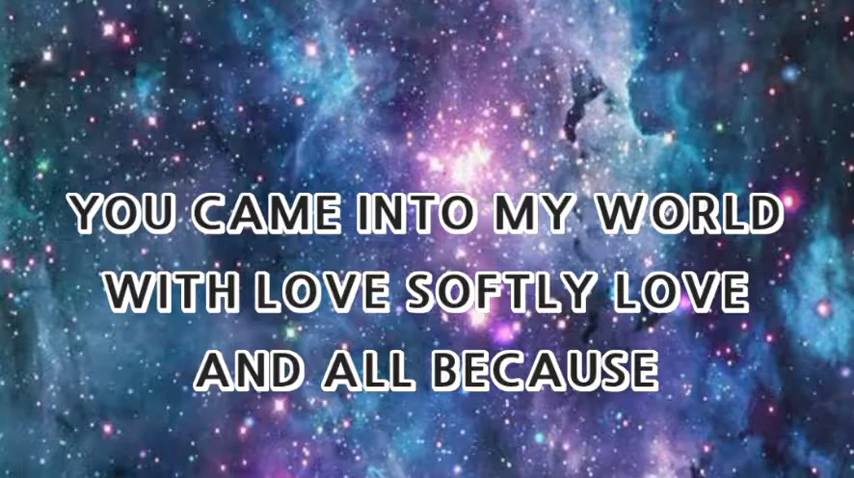 YOU CAME INTO MY WORLD
WITH LOVE SOFTLY LOVE
AND ALL BECAUSE